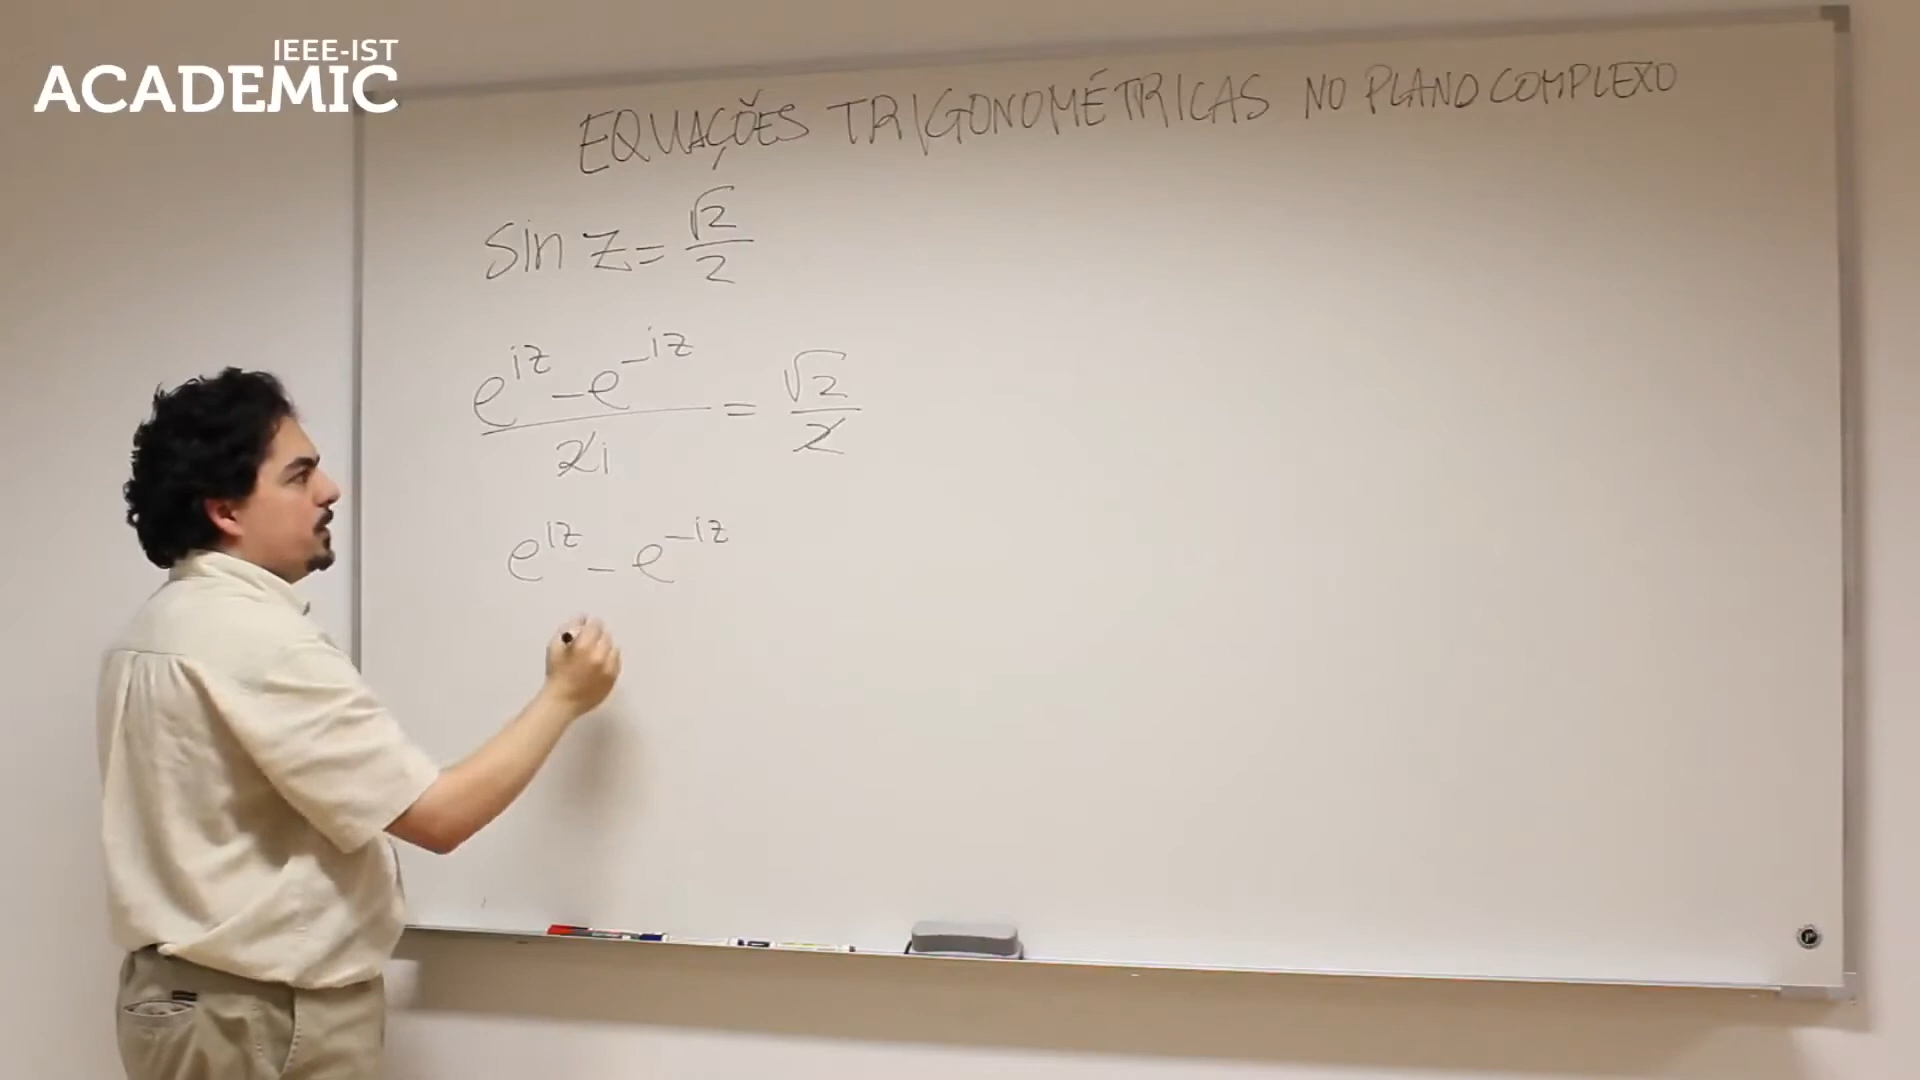 IEEE-IST
ACADEMIC
EQUAÇÕES TRIGONOMÉTRICAS NO PLANO COMPLEXO
sin z = √2/2
(e^{iz} - e^{-iz})/2i = √2/2
e^{iz} - e^{-iz}